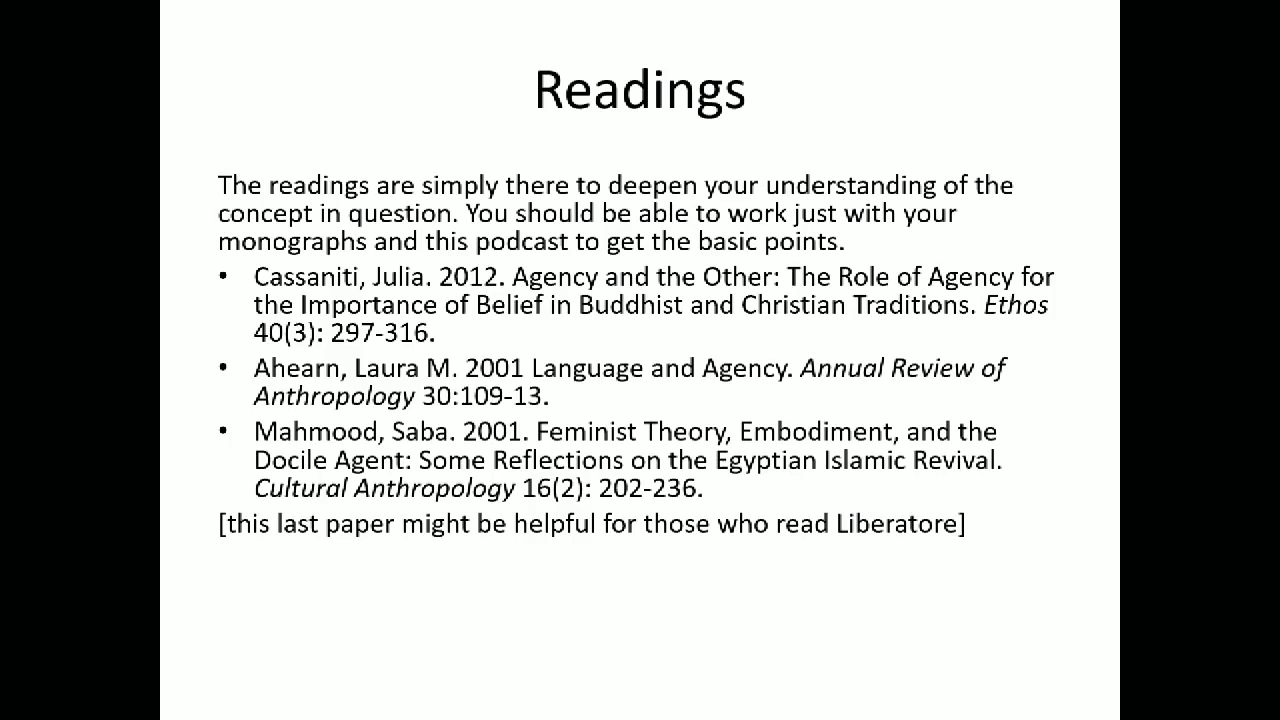 Readings
The readings are simply there to deepen your understanding of the
concept in question. You should be able to work just with your
monographs and this podcast to get the basic points.
• Cassaniti, Julia. 2012. Agency and the Other: The Role of Agency for
the Importance of Belief in Buddhist and Christian Traditions. Ethos
40(3): 297-316.
• Ahearn, Laura M. 2001 Language and Agency. Annual Review of
Anthropology 30:109-13.
• Mahmood, Saba. 2001. Feminist Theory, Embodiment, and the
Docile Agent: Some Reflections on the Egyptian Islamic Revival.
Cultural Anthropology 16(2): 202-236.
[this last paper might be helpful for those who read Liberatore]